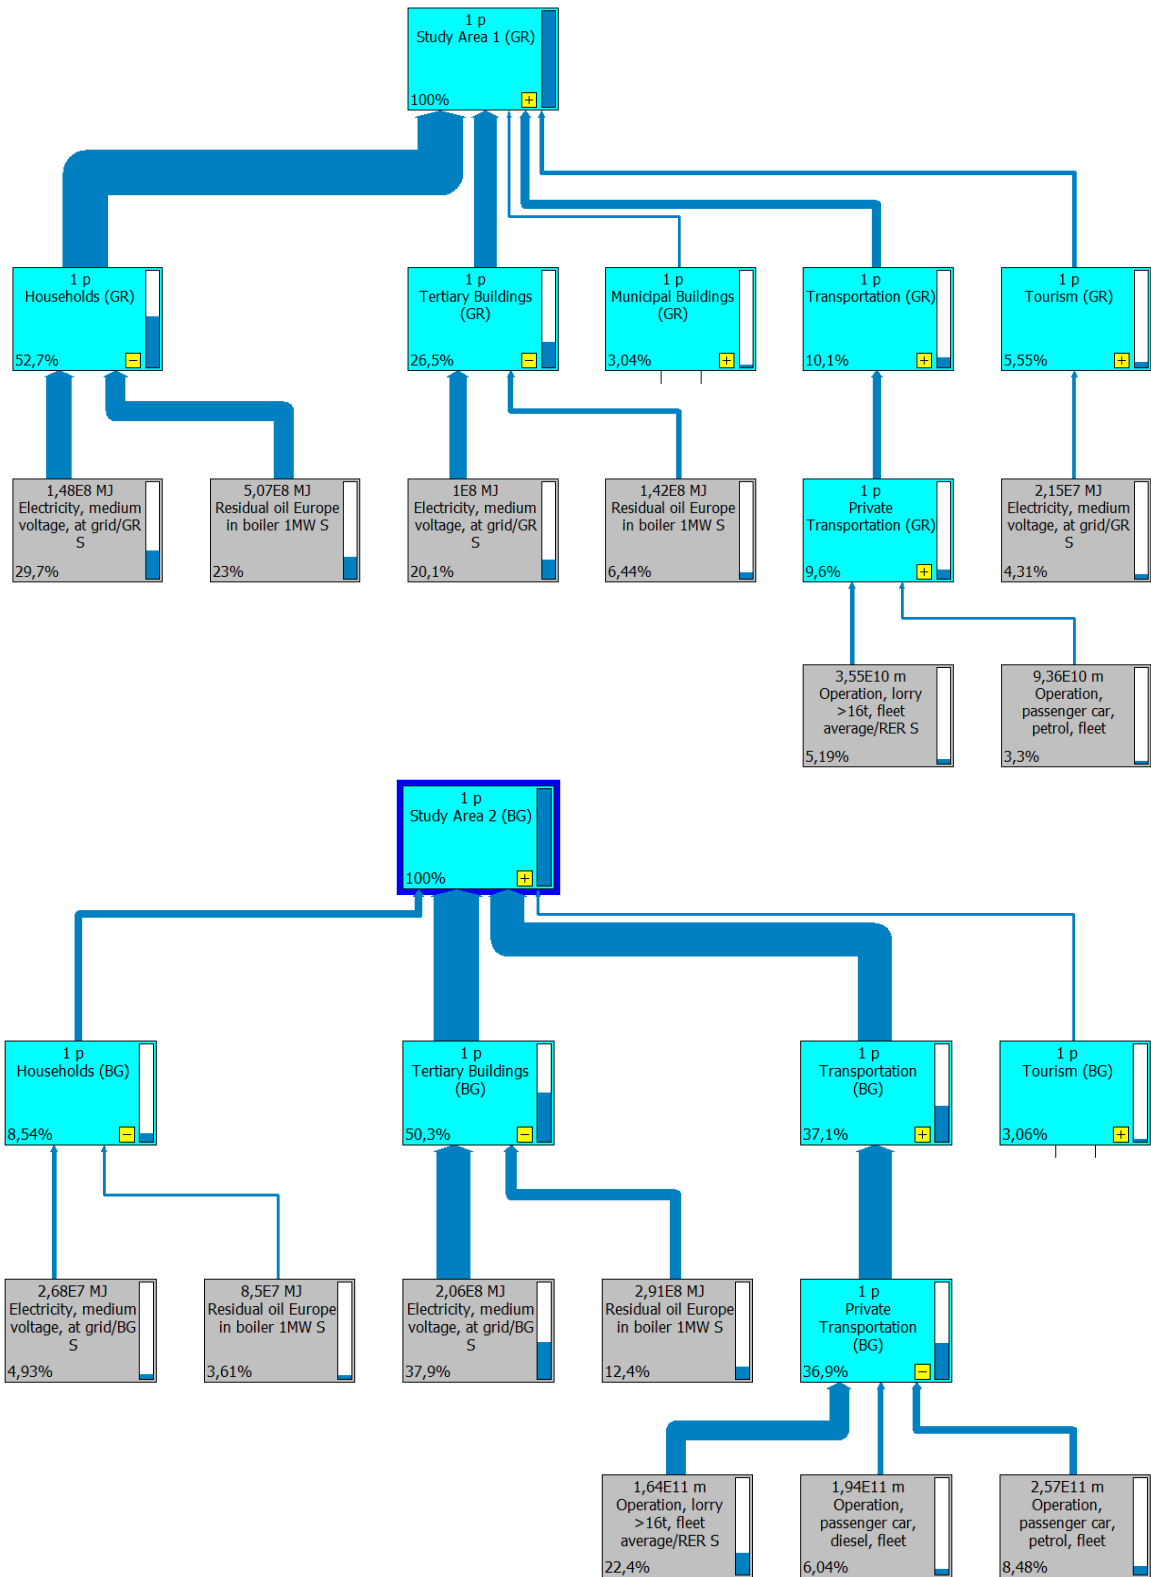 1 p
Study Area 1 (GR)
100%
+
1 p
Households (GR)
52,7%
−
1 p
Tertiary Buildings
(GR)
26,5%
−
1 p
Municipal Buildings
(GR)
3,04%
+
1 p
Transportation (GR)
10,1%
+
1 p
Tourism (GR)
5,55%
+
1,48E8 MJ
Electricity, medium
voltage, at grid/GR
S
29,7%
5,07E8 MJ
Residual oil Europe
in boiler 1MW S
23%
1E8 MJ
Electricity, medium
voltage, at grid/GR
S
20,1%
1,42E8 MJ
Residual oil Europe
in boiler 1MW S
6,44%
1 p
Private
Transportation (GR)
9,6%
+
2,15E7 MJ
Electricity, medium
voltage, at grid/GR
S
4,31%
3,55E10 m
Operation, lorry
>16t, fleet
average/RER S
5,19%
9,36E10 m
Operation,
passenger car,
petrol, fleet
3,3%
1 p
Study Area 2 (BG)
100%
+
1 p
Households (BG)
8,54%
−
1 p
Tertiary Buildings
(BG)
50,3%
−
1 p
Transportation
(BG)
37,1%
+
1 p
Tourism (BG)
3,06%
+
2,68E7 MJ
Electricity, medium
voltage, at grid/BG
S
4,93%
8,5E7 MJ
Residual oil Europe
in boiler 1MW S
3,61%
2,06E8 MJ
Electricity, medium
voltage, at grid/BG
S
37,9%
2,91E8 MJ
Residual oil Europe
in boiler 1MW S
12,4%
1 p
Private
Transportation
(BG)
36,9%
−
1,64E11 m
Operation, lorry
>16t, fleet
average/RER S
22,4%
1,94E11 m
Operation,
passenger car,
diesel, fleet
6,04%
2,57E11 m
Operation,
passenger car,
petrol, fleet
8,48%